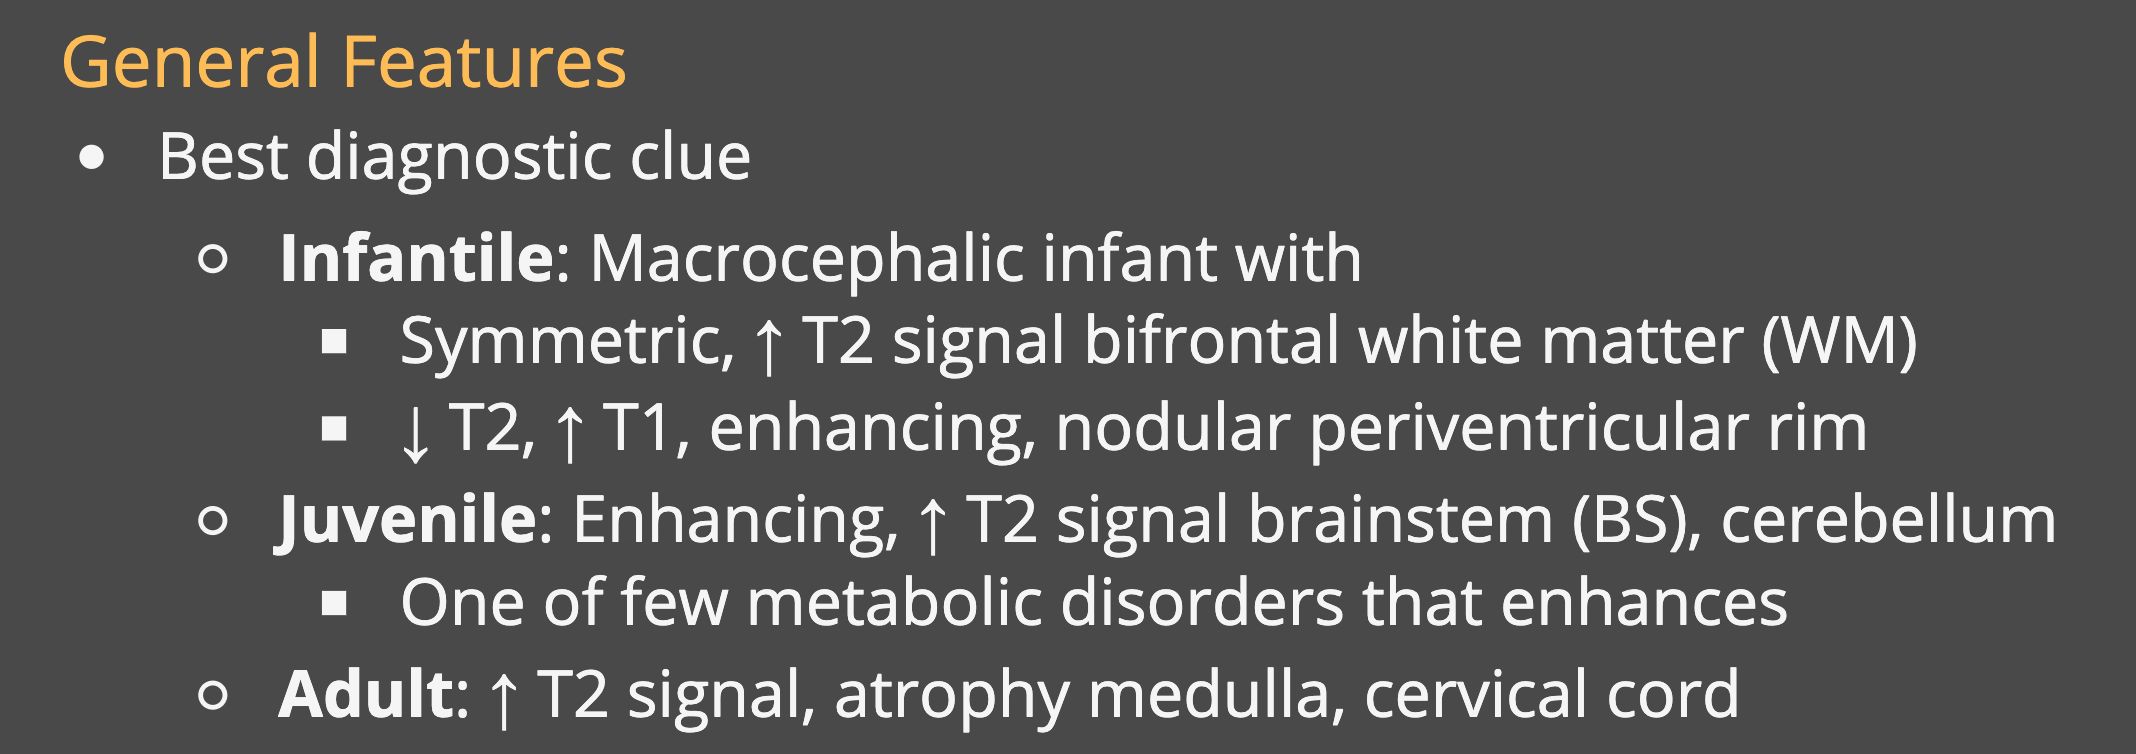 General Features
• Best diagnostic clue
○ Infantile: Macrocephalic infant with
■ Symmetric, ↑ T2 signal bifrontal white matter (WM)
■ ↓ T2, ↑ T1, enhancing, nodular periventricular rim
○ Juvenile: Enhancing, ↑ T2 signal brainstem (BS), cerebellum
■ One of few metabolic disorders that enhances
○ Adult: ↑ T2 signal, atrophy medulla, cervical cord